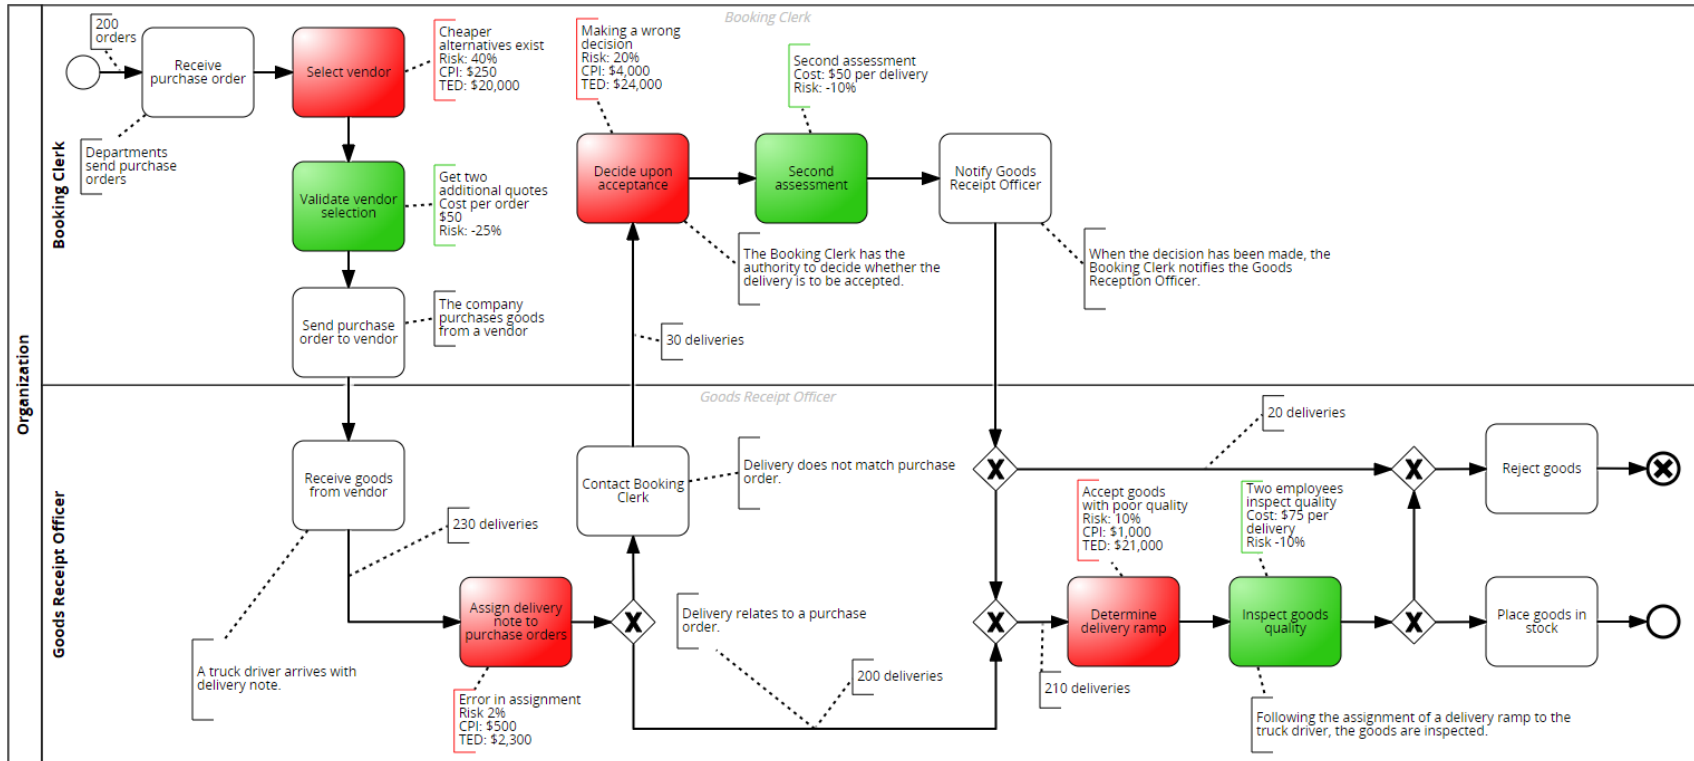 Organization
Booking Clerk
Goods Receipt Officer
Booking Clerk
Goods Receipt Officer
200
orders
Receive
purchase order
Departments
send purchase
orders
Select vendor
Cheaper
alternatives exist
Risk: 40%
CPI: $250
TED: $20,000
Validate vendor
selection
Get two
additional quotes
Cost per order
$50
Risk: -25%
Send purchase
order to vendor
The company
purchases goods
from a vendor
Receive goods
from vendor
230 deliveries
A truck driver arrives with
delivery note.
Assign delivery
note to
purchase orders
Error in assignment
Risk 2%
CPI: $500
TED: $2,300
Contact Booking
Clerk
Delivery does not match purchase
order.
30 deliveries
Making a wrong
decision
Risk: 20%
CPI: $4,000
TED: $24,000
Decide upon
acceptance
The Booking Clerk has the
authority to decide whether the
delivery is to be accepted.
Second assessment
Cost: $50 per delivery
Risk: -10%
Second
assessment
Notify Goods
Receipt Officer
When the decision has been made, the
Booking Clerk notifies the Goods
Reception Officer.
Delivery relates to a purchase
order.
200 deliveries
X
X
X
X
X
20 deliveries
210 deliveries
Accept goods
with poor quality
Risk: 10%
CPI: $1,000
TED: $21,000
Determine
delivery ramp
Two employees
inspect quality
Cost: $75 per
delivery
Risk -10%
Inspect goods
quality
Following the assignment of a delivery ramp to the
truck driver, the goods are inspected.
Reject goods
Place goods in
stock